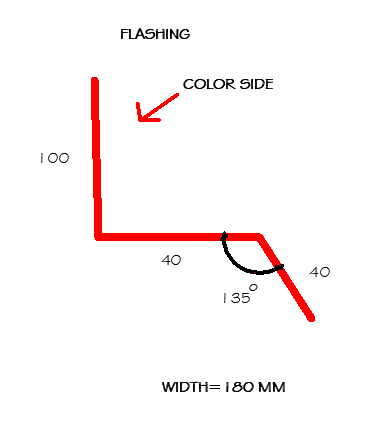 FLASHING
COLOR SIDE
100
40
40
135°
WIDTH= 180 MM